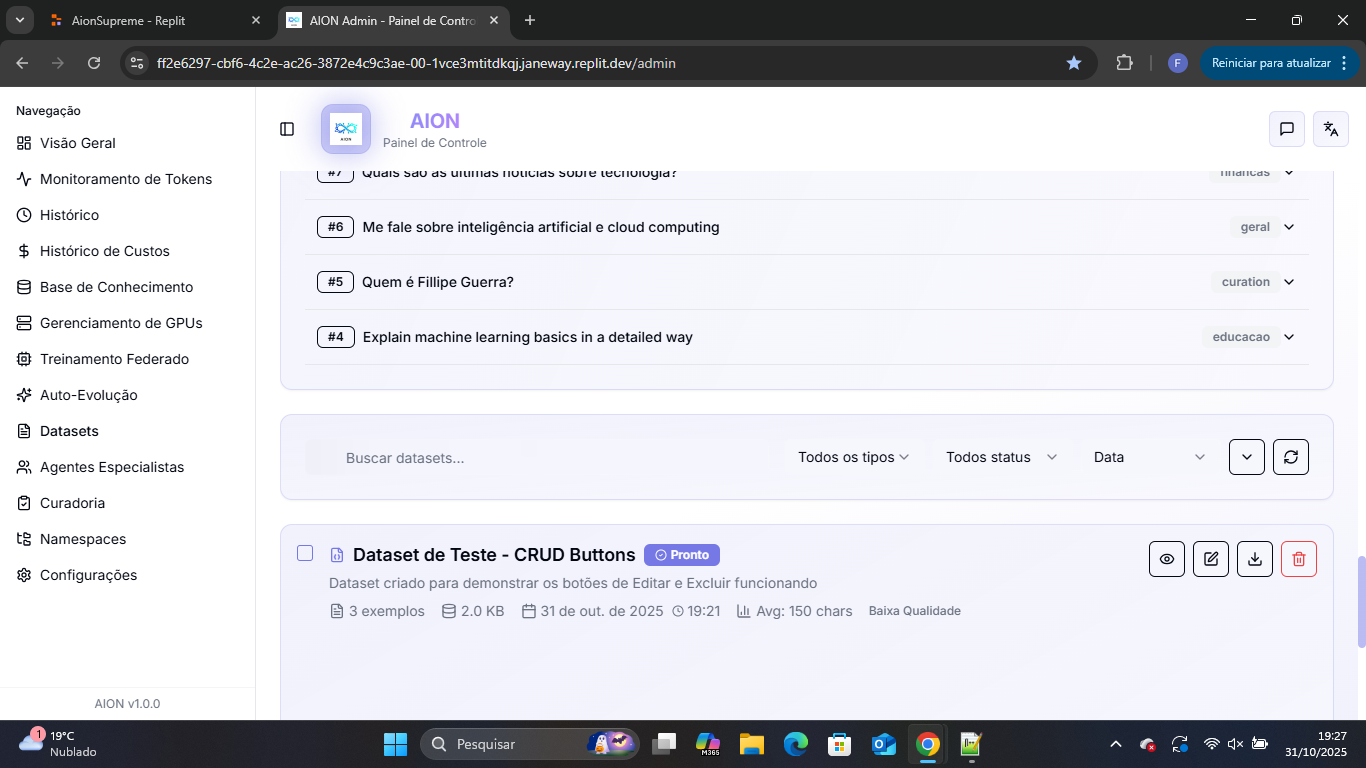 AionSupreme - Replit
AION Admin - Painel de Contro
ff2e6297-cbf6-4c2e-ac26-3872e4c9c3ae-00-1vce3mtitdkqj.janeway.replit.dev/admin
F
Reiniciar para atualizar
Navegação
Visão Geral
Monitoramento de Tokens
Histórico
Histórico de Custos
Base de Conhecimento
Gerenciamento de GPUs
Treinamento Federado
Auto-Evolução
Datasets
Agentes Especialistas
Curadoria
Namespaces
Configurações
AION v1.0.0
AION
AION
Painel de Controle
#7 Quais são as últimas notícias sobre tecnologia? financas
#6 Me fale sobre inteligência artificial e cloud computing geral
#5 Quem é Fillipe Guerra? curation
#4 Explain machine learning basics in a detailed way educacao
Buscar datasets... Todos os tipos Todos status Data
Dataset de Teste - CRUD Buttons Pronto
Dataset criado para demonstrar os botões de Editar e Excluir funcionando
3 exemplos 2.0 KB 31 de out. de 2025 19:21 Avg: 150 chars Baixa Qualidade
1
19°C
Nublado
Pesquisar
M365
19:27
31/10/2025